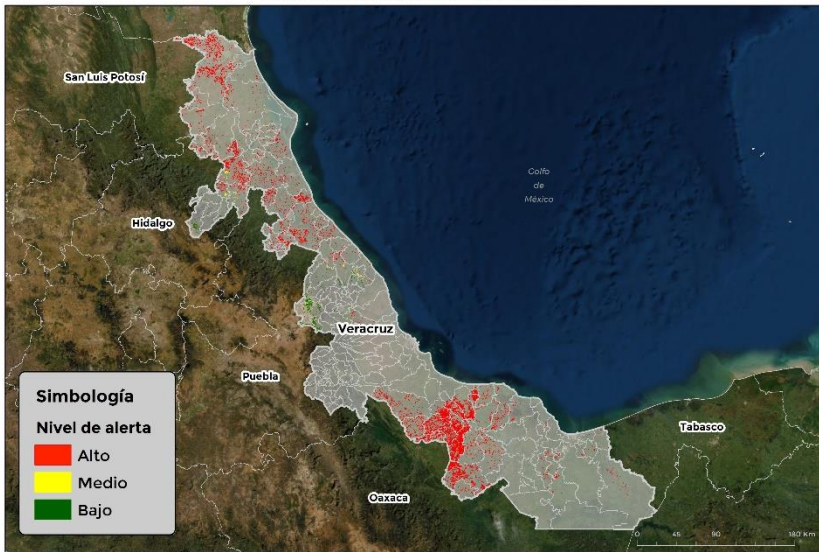 San Luis Potosí
Golfo
de
México
Hidalgo
Veracruz
Puebla
Tabasco
Oaxaca
Simbología
Nivel de alerta
Alto
Medio
Bajo
0 45 90 180 Km